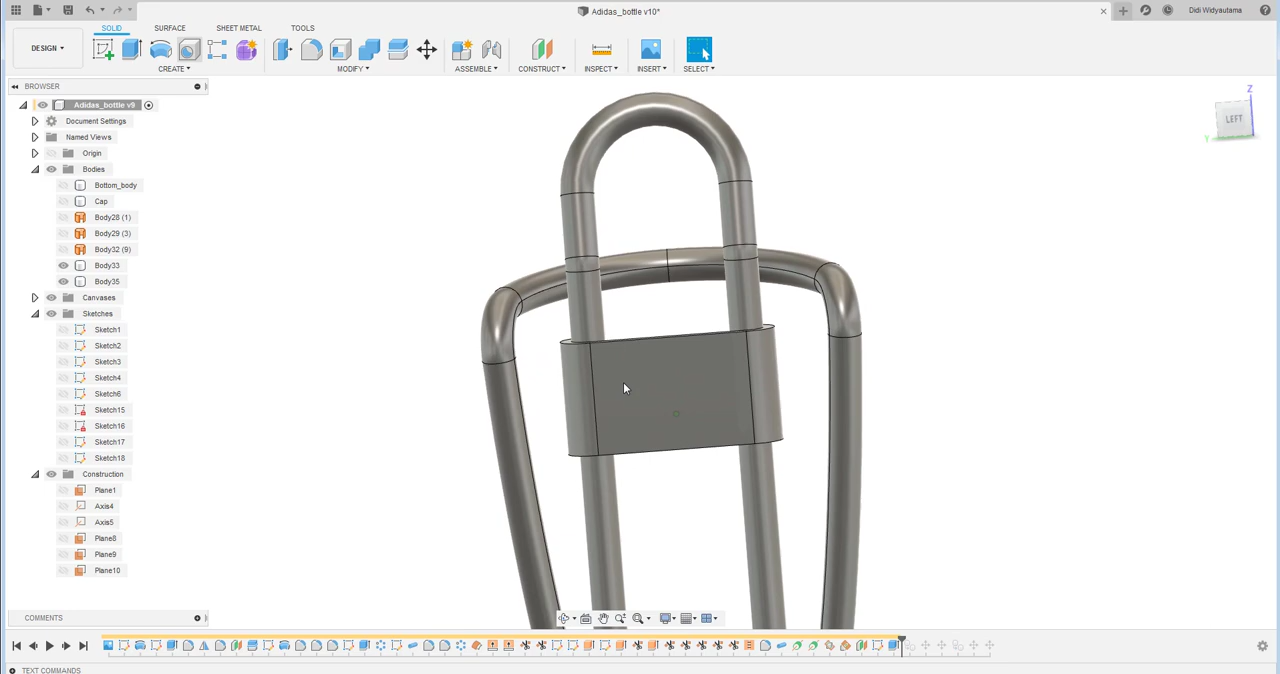 Adidas_bottle v10*
Didi Widyautama
SOLID SURFACE SHEET METAL TOOLS
DESIGN ▾
CREATE ▾ MODIFY ▾ ASSEMBLE ▾ CONSTRUCT ▾ INSPECT ▾ INSERT ▾ SELECT ▾
BROWSER
Adidas_bottle v9
Document Settings
Named Views
Origin
Bodies
Bottom_body
Cap
Body28 (1)
Body29 (3)
Body32 (9)
Body33
Body35
Canvases
Sketches
Sketch1
Sketch2
Sketch3
Sketch4
Sketch6
Sketch15
Sketch16
Sketch17
Sketch18
Construction
Plane1
Axis4
Axis5
Plane8
Plane9
Plane10
Z
LEFT
Y
COMMENTS
TEXT COMMANDS